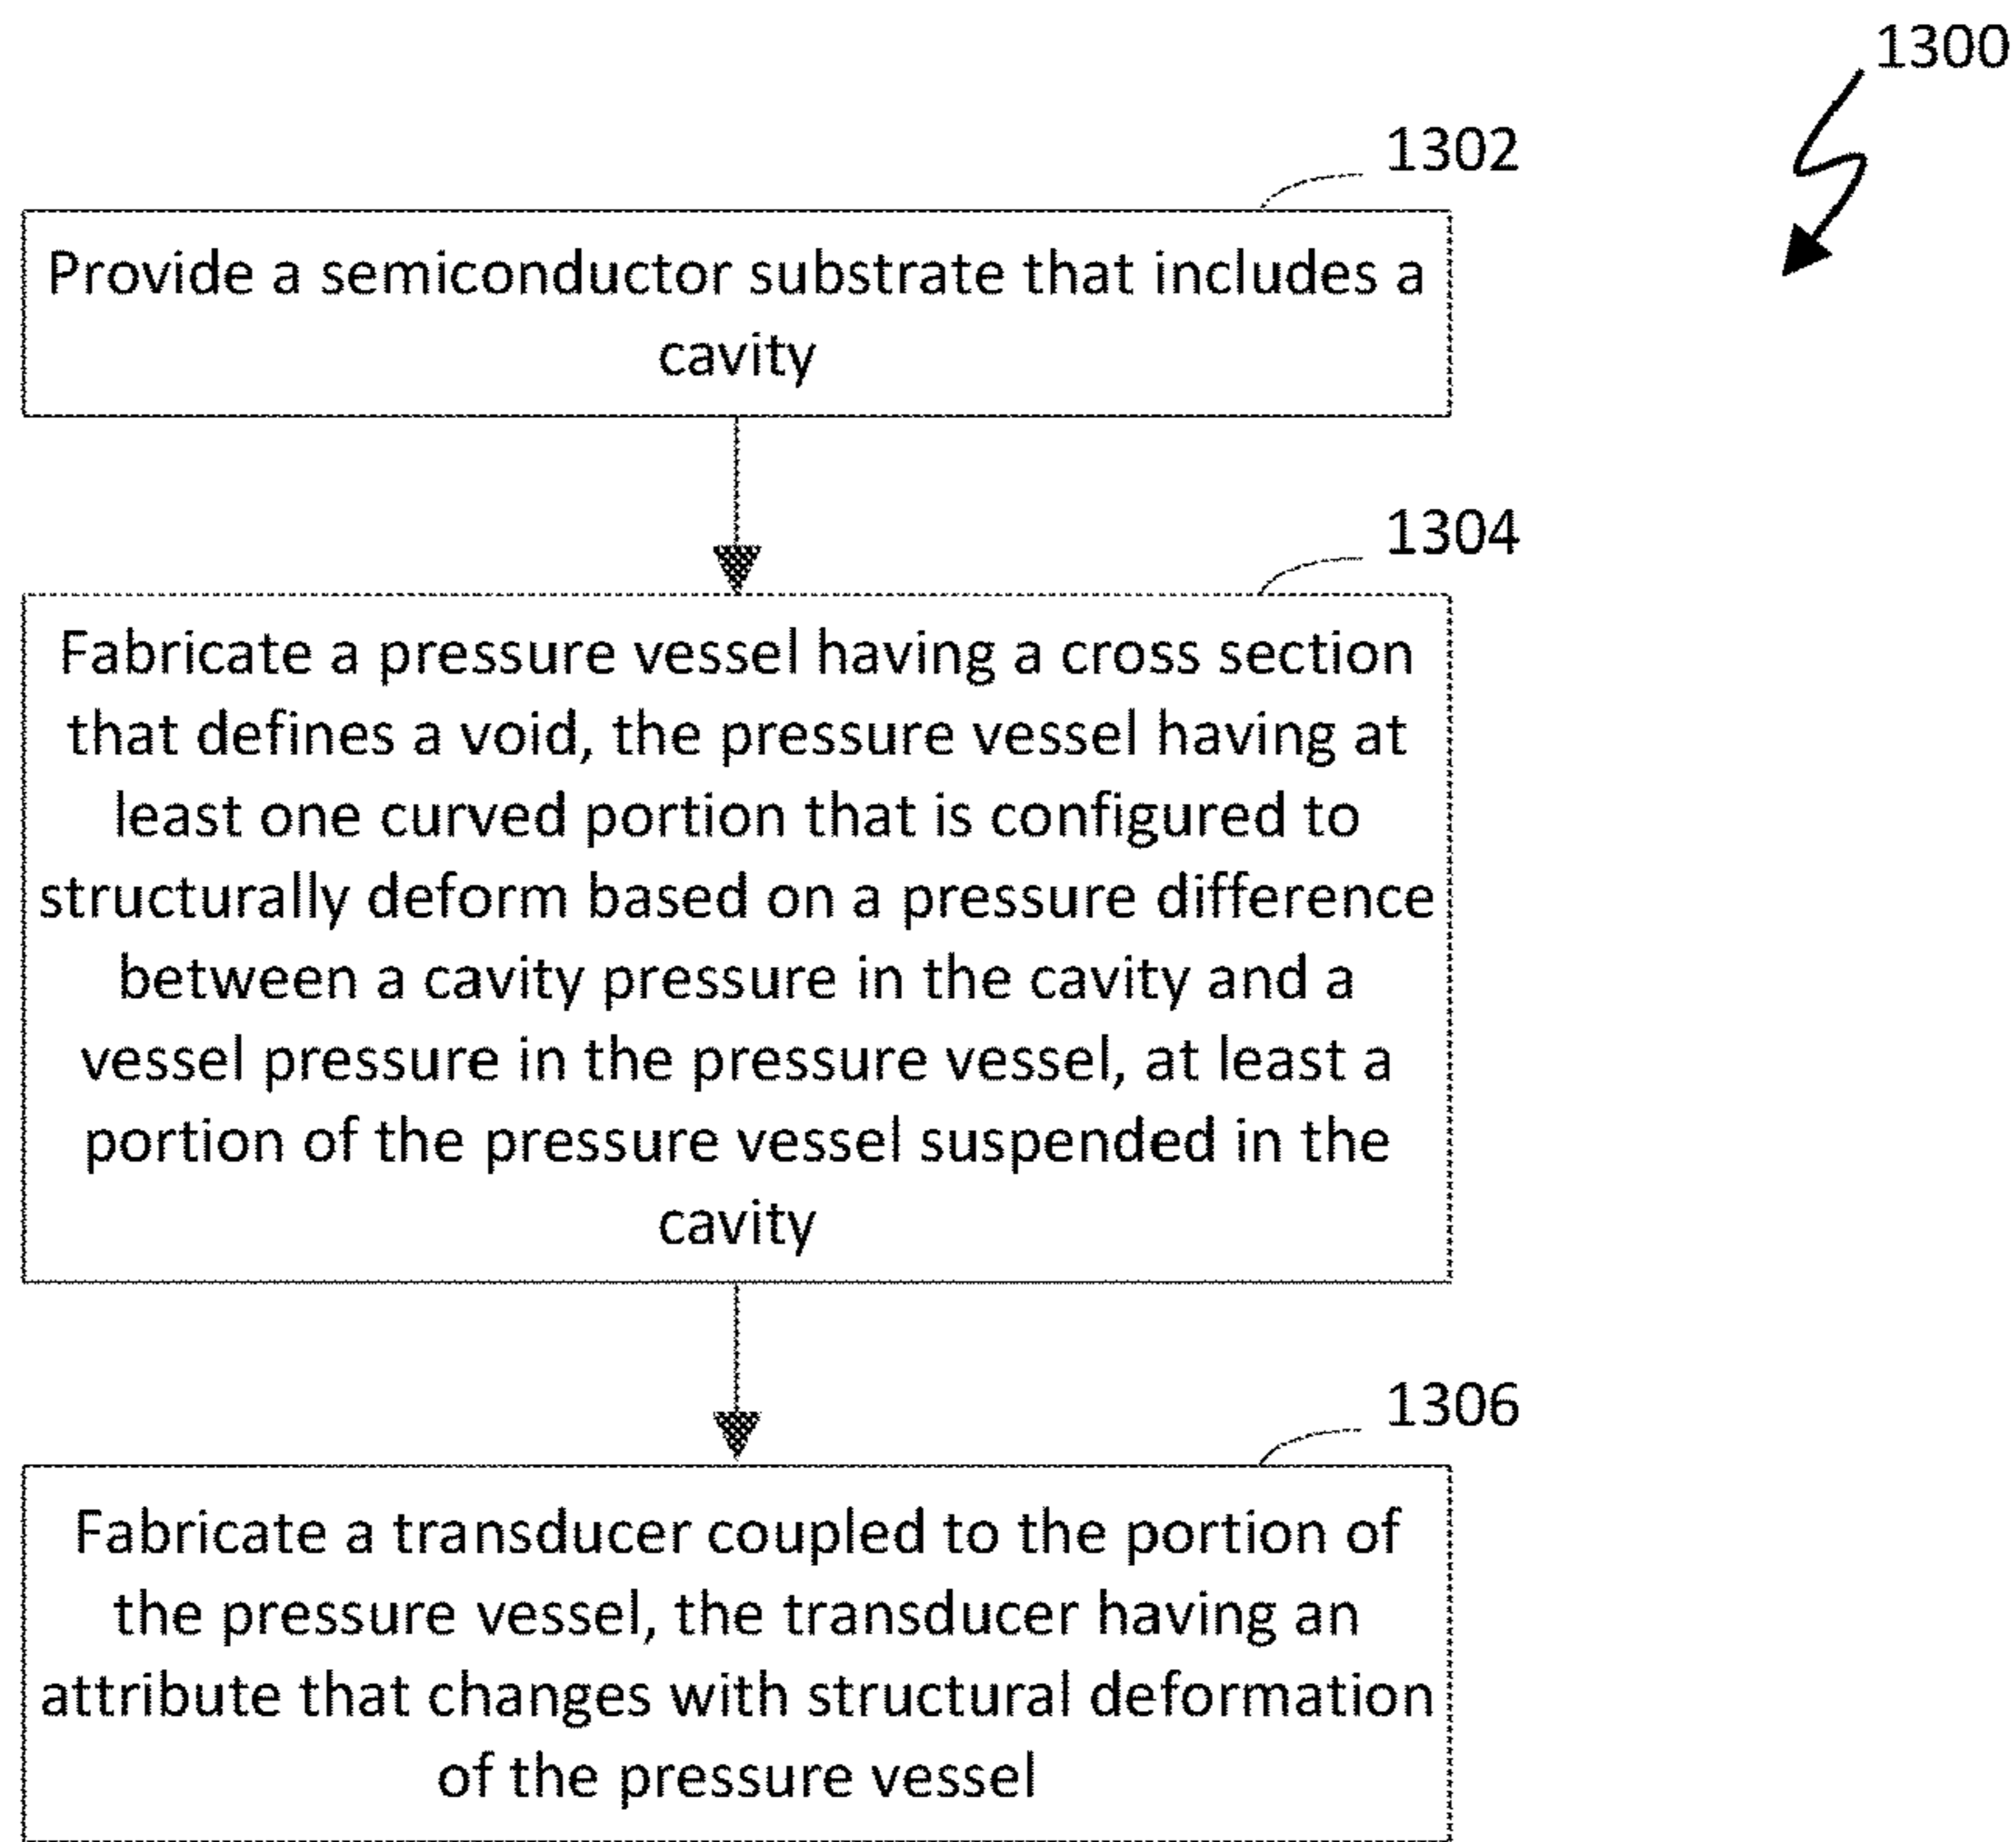 1300
1302
Provide a semiconductor substrate that includes a
cavity
1304
Fabricate a pressure vessel having a cross section
that defines a void, the pressure vessel having at
least one curved portion that is configured to
structurally deform based on a pressure difference
between a cavity pressure in the cavity and a
vessel pressure in the pressure vessel, at least a
portion of the pressure vessel suspended in the
cavity
1306
Fabricate a transducer coupled to the portion of
the pressure vessel, the transducer having an
attribute that changes with structural deformation
of the pressure vessel